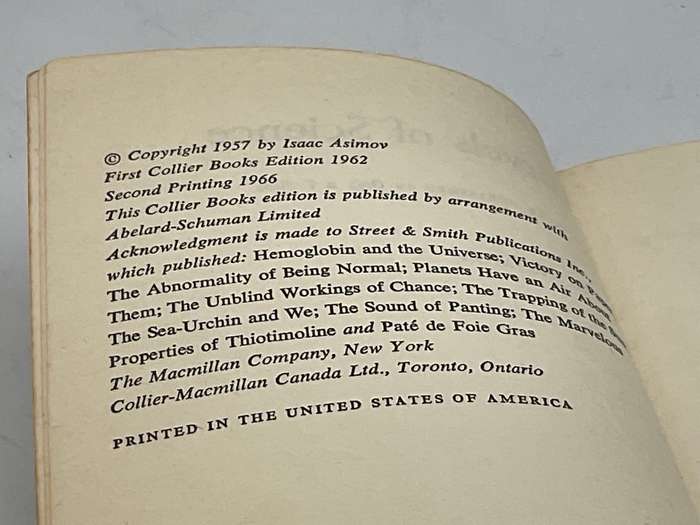 © Copyright 1957 by Isaac Asimov
First Collier Books Edition 1962
Second Printing 1966
This Collier Books edition is published by arrangement with
Abelard-Schuman Limited
Acknowledgment is made to Street & Smith Publications Inc.,
which published: Hemoglobin and the Universe; Victory on Paper;
The Abnormality of Being Normal; Planets Have an Air About
Them; The Unblind Workings of Chance; The Trapping of the
The Sea-Urchin and We; The Sound of Panting; The Marvelous
Properties of Thiotimoline and Paté de Foie Gras
The Macmillan Company, New York
Collier-Macmillan Canada Ltd., Toronto, Ontario
PRINTED IN THE UNITED STATES OF AMERICA